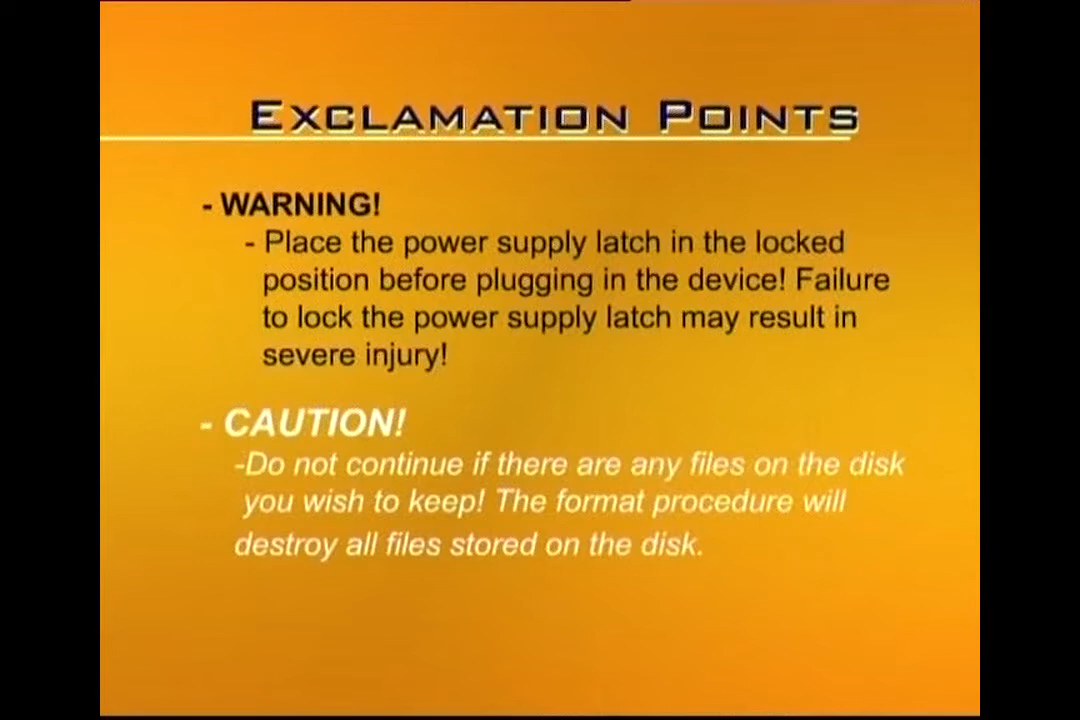 EXCLAMATION POINTS
- WARNING!
- Place the power supply latch in the locked
position before plugging in the device! Failure
to lock the power supply latch may result in
severe injury!
- CAUTION!
-Do not continue if there are any files on the disk
you wish to keep! The format procedure will
destroy all files stored on the disk.